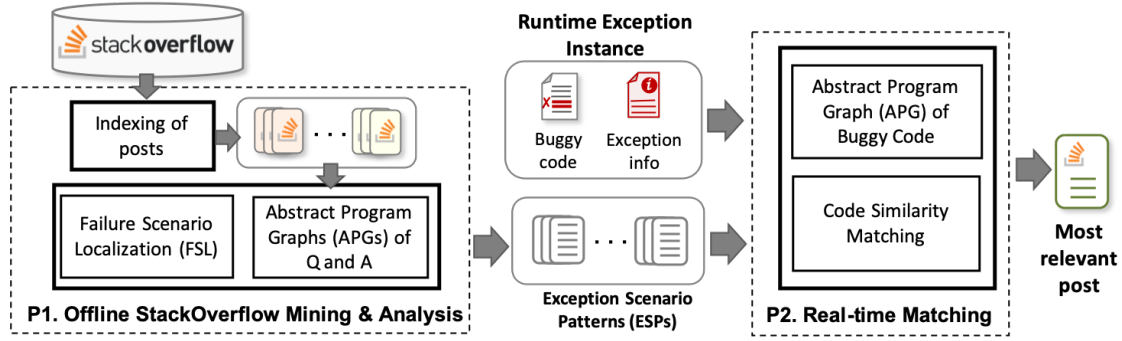 stackoverflow
Indexing of
posts
. . .
Failure Scenario
Localization (FSL)
Abstract Program
Graphs (APGs) of
Q and A
P1. Offline StackOverflow Mining & Analysis
Runtime Exception
Instance
Buggy
code
Exception
info
. . .
Exception Scenario
Patterns (ESPs)
Abstract Program
Graph (APG) of
Buggy Code
Code Similarity
Matching
P2. Real-time Matching
Most
relevant
post